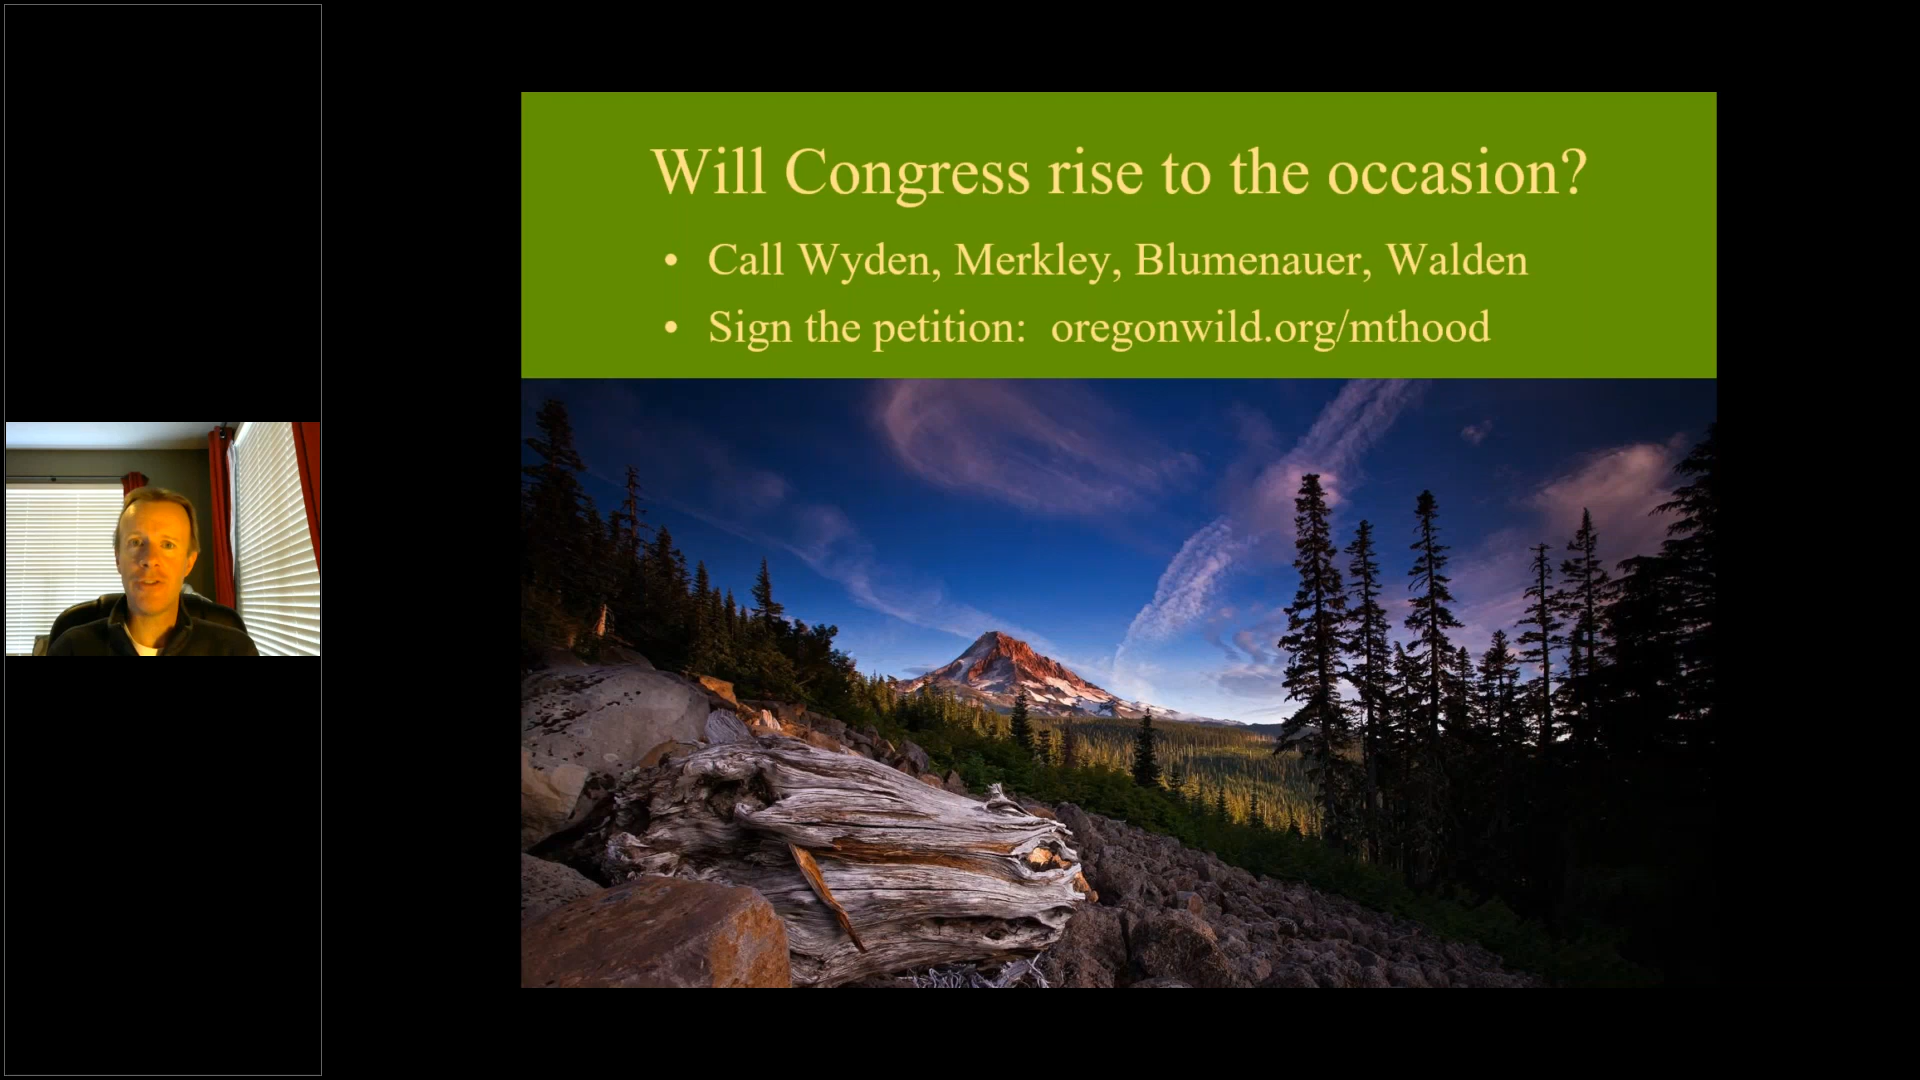 Will Congress rise to the occasion?
• Call Wyden, Merkley, Blumenauer, Walden
• Sign the petition: oregonwild.org/mthood